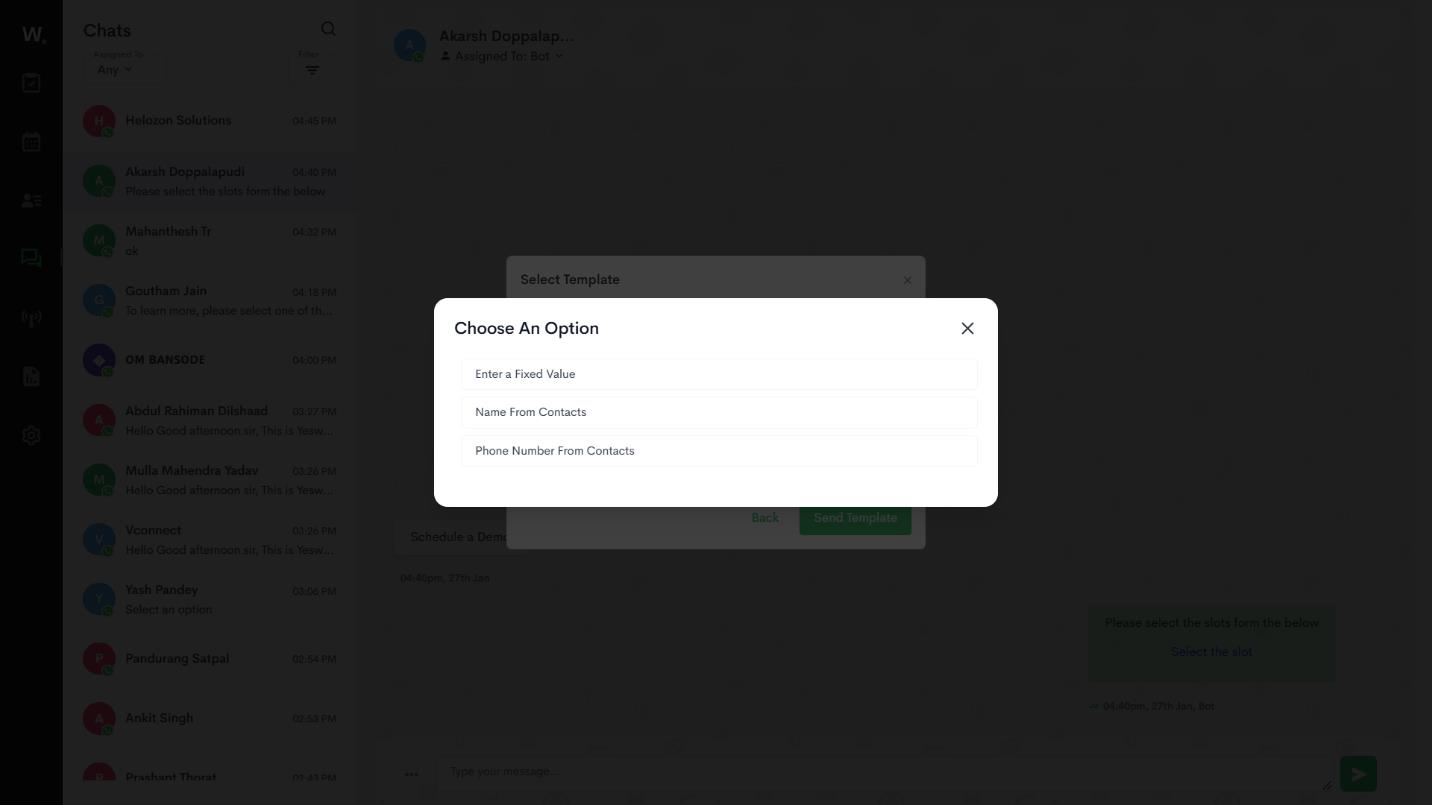 W.
Chats
Assigned To
Any
Filter
H
Helozon Solutions
04:45 PM
A
Akarsh Doppalapudi
04:40 PM
Please select the slots form the below
M
Mahanthesh Tr
04:32 PM
ok
G
Goutham Jain
04:18 PM
To learn more, please select one of th...
OM BANSODE
04:00 PM
A
Abdul Rahiman Dilshaad
03:27 PM
Hello Good afternoon sir, This is Yesw...
M
Mulla Mahendra Yadav
03:26 PM
Hello Good afternoon sir, This is Yesw...
V
Vconnect
03:26 PM
Hello Good afternoon sir, This is Yesw...
Y
Yash Pandey
03:06 PM
Select an option
P
Pandurang Satpal
02:54 PM
A
Ankit Singh
02:53 PM
P
Prashant Thorat
02:43 PM
A
Akarsh Doppalap...
Assigned To: Bot
Select Template
Choose An Option
Enter a Fixed Value
Name From Contacts
Phone Number From Contacts
Back
Send Template
Schedule a Demo
04:40pm, 27th Jan
Please select the slots form the below
Select the slot
04:40pm, 27th Jan, Bot
Type your message...